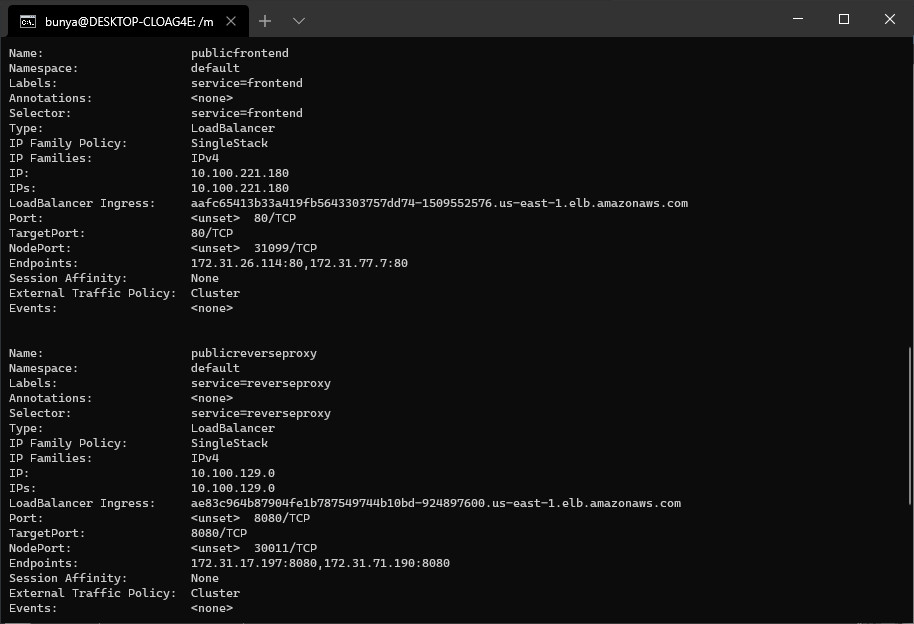 bunya@DESKTOP-CLOAG4E: /m
Name: publicfrontend
Namespace: default
Labels: service=frontend
Annotations: <none>
Selector: service=frontend
Type: LoadBalancer
IP Family Policy: SingleStack
IP Families: IPv4
IP: 10.100.221.180
IPs: 10.100.221.180
LoadBalancer Ingress: aafc65413b33a419fb5643303757dd74-1509552576.us-east-1.elb.amazonaws.com
Port: <unset> 80/TCP
TargetPort: 80/TCP
NodePort: <unset> 31099/TCP
Endpoints: 172.31.26.114:80,172.31.77.7:80
Session Affinity: None
External Traffic Policy: Cluster
Events: <none>
Name: publicreverseproxy
Namespace: default
Labels: service=reverseproxy
Annotations: <none>
Selector: service=reverseproxy
Type: LoadBalancer
IP Family Policy: SingleStack
IP Families: IPv4
IP: 10.100.129.0
IPs: 10.100.129.0
LoadBalancer Ingress: ae83c964b87904fe1b787549744b10bd-924897600.us-east-1.elb.amazonaws.com
Port: <unset> 8080/TCP
TargetPort: 8080/TCP
NodePort: <unset> 30011/TCP
Endpoints: 172.31.17.197:8080,172.31.71.190:8080
Session Affinity: None
External Traffic Policy: Cluster
Events: <none>